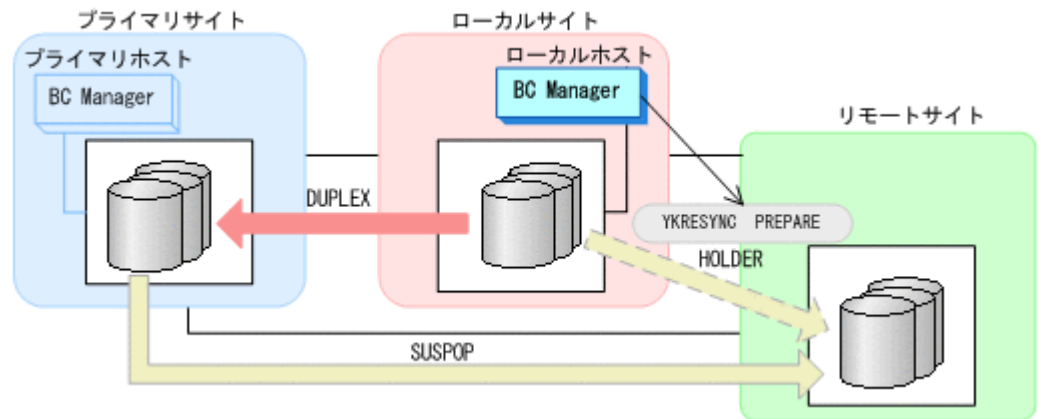 プライマリサイト
ローカルサイト
プライマリホスト
ローカルホスト
BC Manager
BC Manager
リモートサイト
DUPLEX
YKRESYNC PREPARE
HOLDER
SUSPOP